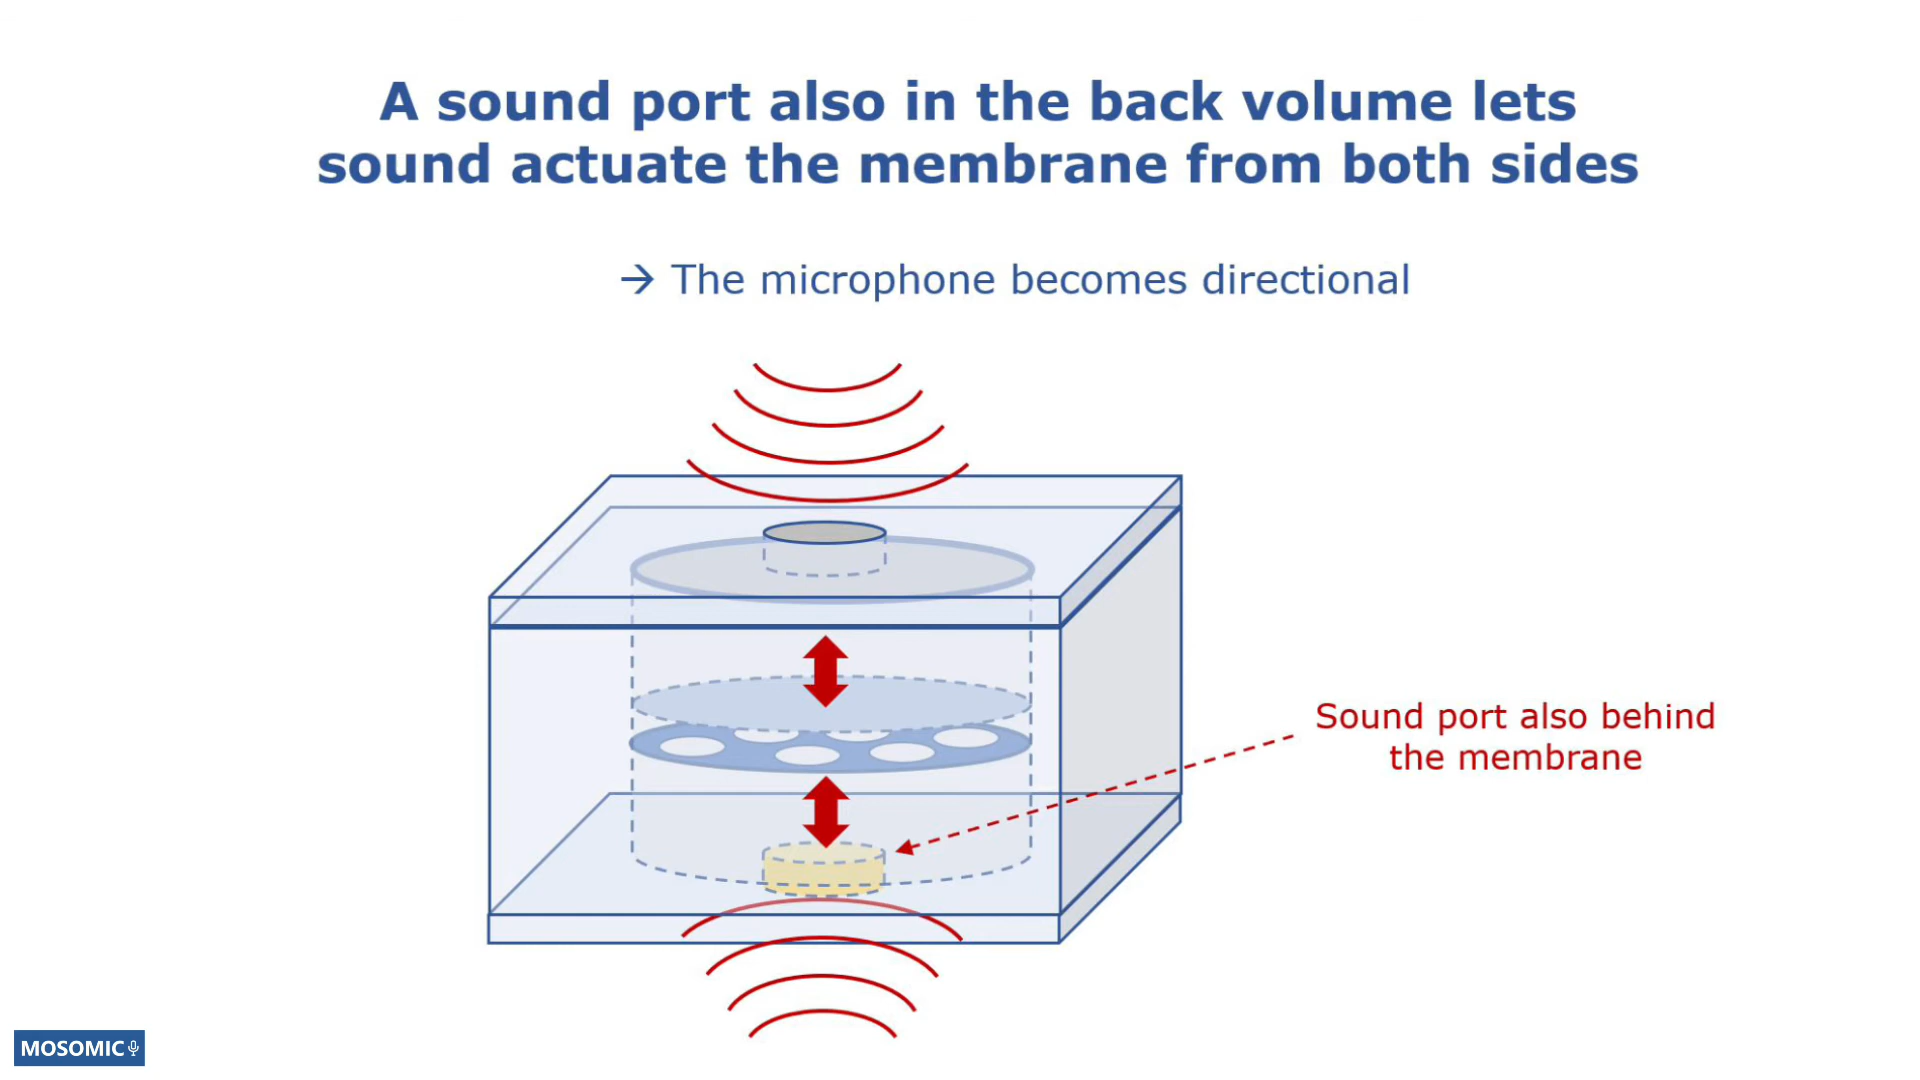 A sound port also in the back volume lets
sound actuate the membrane from both sides
→ The microphone becomes directional
Sound port also behind
the membrane
MOSOMIC